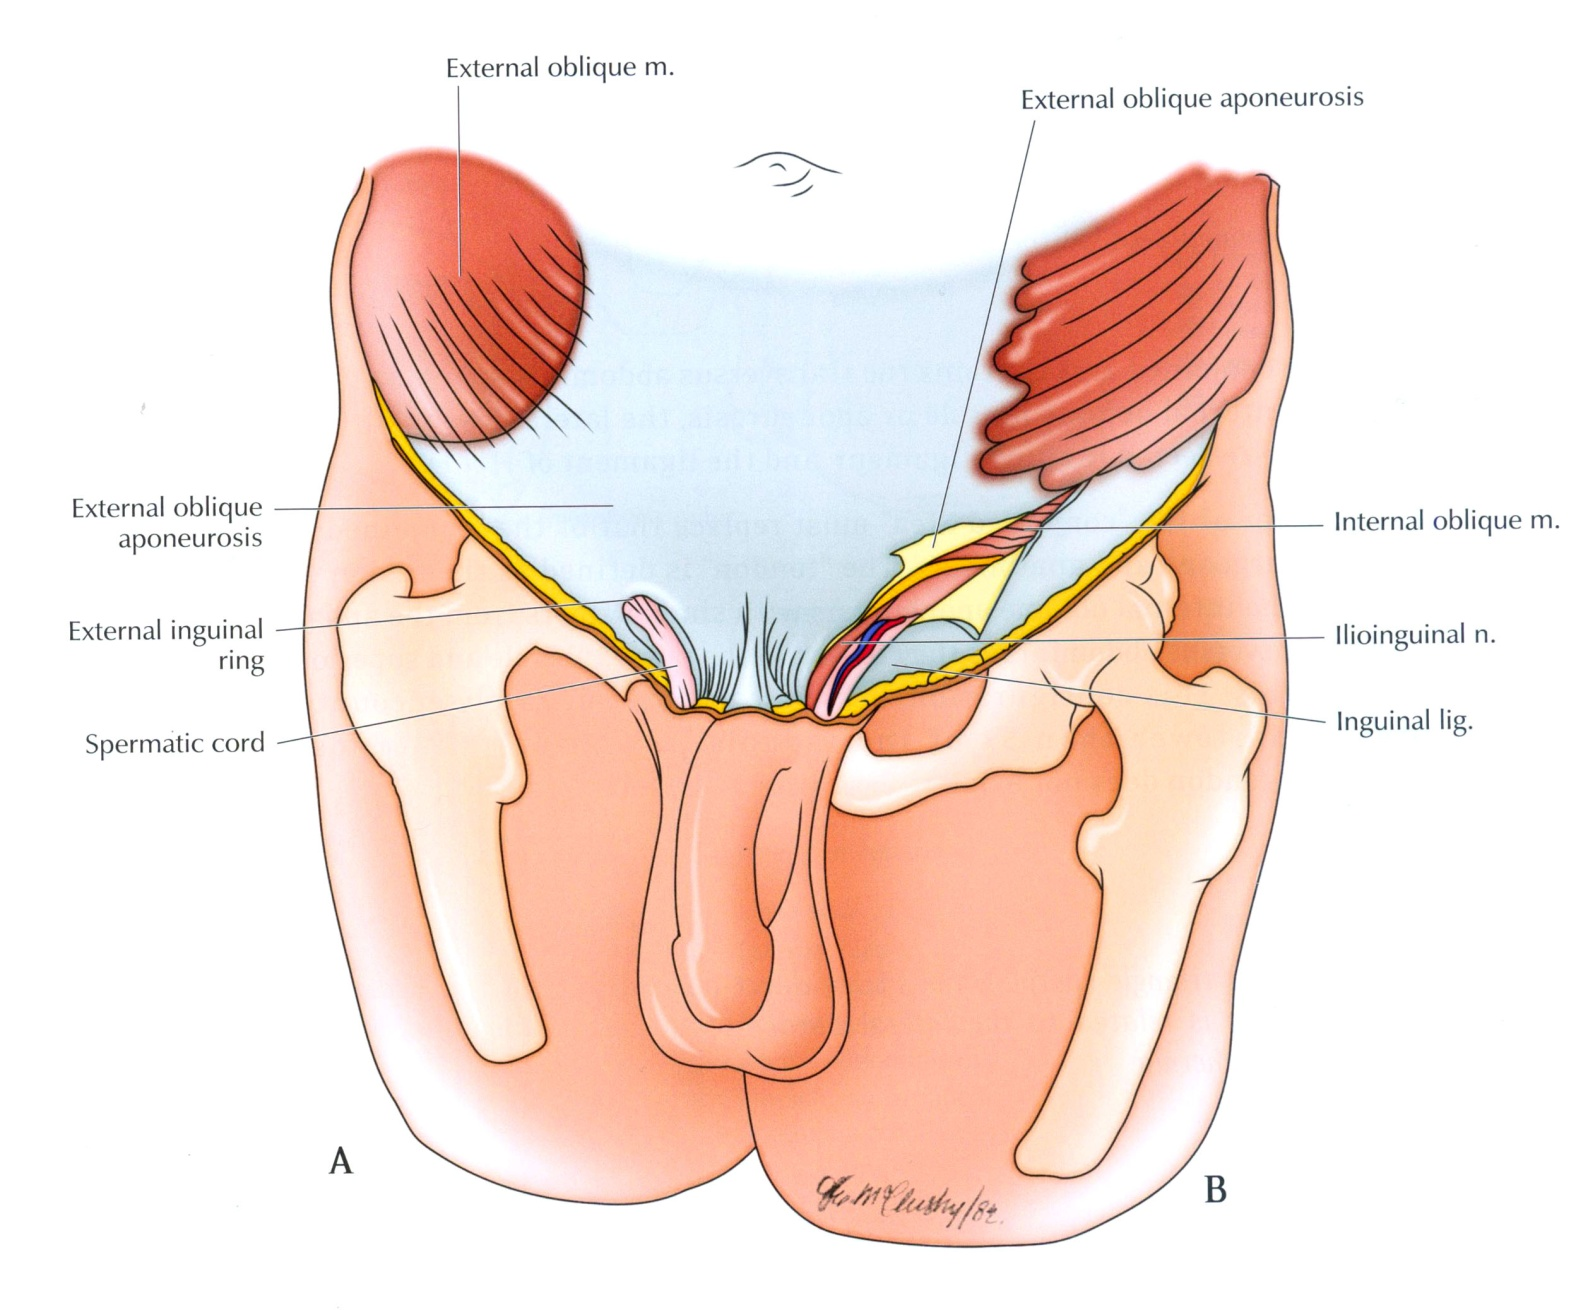 External oblique m.
External oblique aponeurosis
External oblique
aponeurosis
Internal oblique m.
External inguinal
ring
Ilioinguinal n.
Inguinal lig.
Spermatic cord
A
B